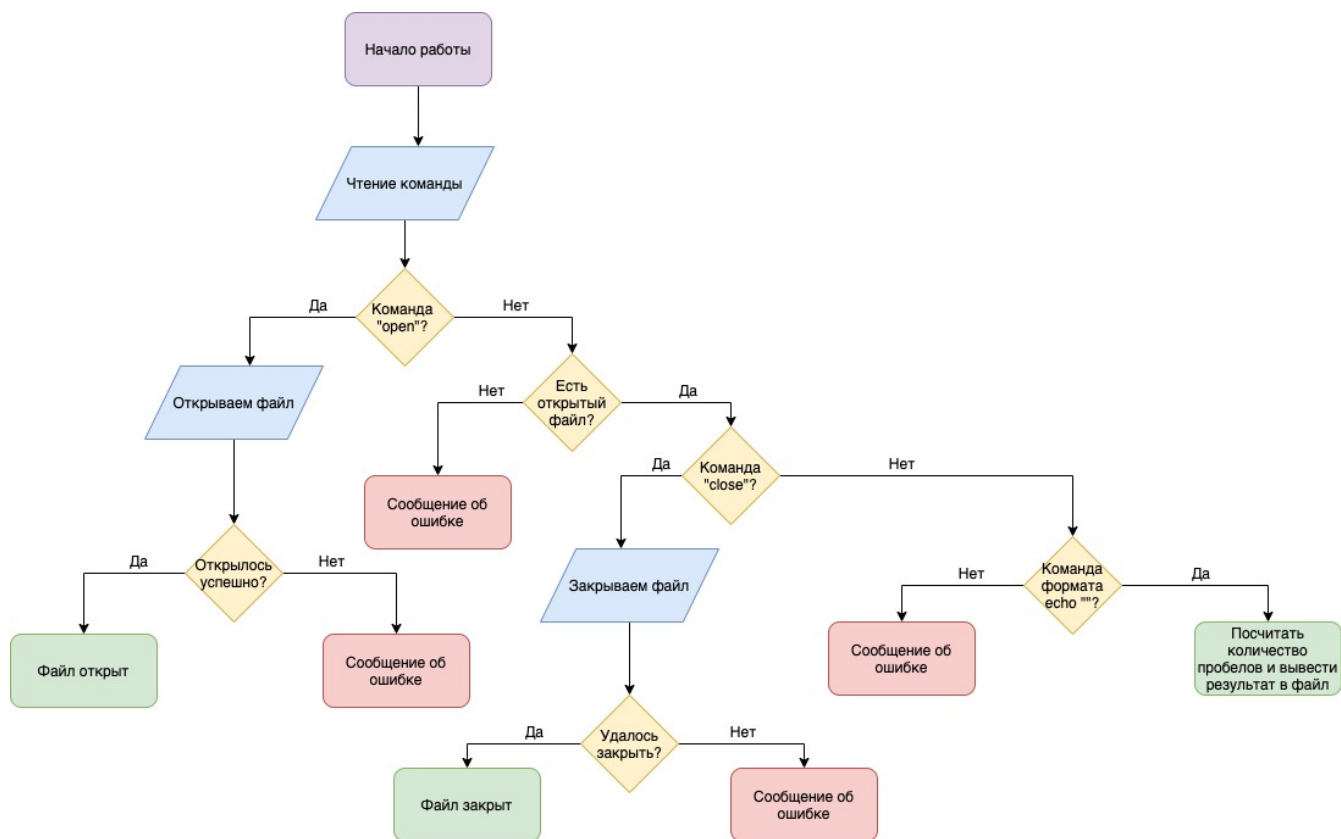 Начало работы
Чтение команды
Да
Команда
"open"?
Нет
Открываем файл
Нет
Есть
открытый
файл?
Да
Сообщение об
ошибке
Да
Команда
"close"?
Нет
Да
Открылось
успешно?
Нет
Закрываем файл
Нет
Команда
формата
echo ""?
Да
Файл открыт
Сообщение об
ошибке
Сообщение об
ошибке
Посчитать
количество
пробелов и вывести
результат в файл
Да
Удалось
закрыть?
Нет
Файл закрыт
Сообщение об
ошибке